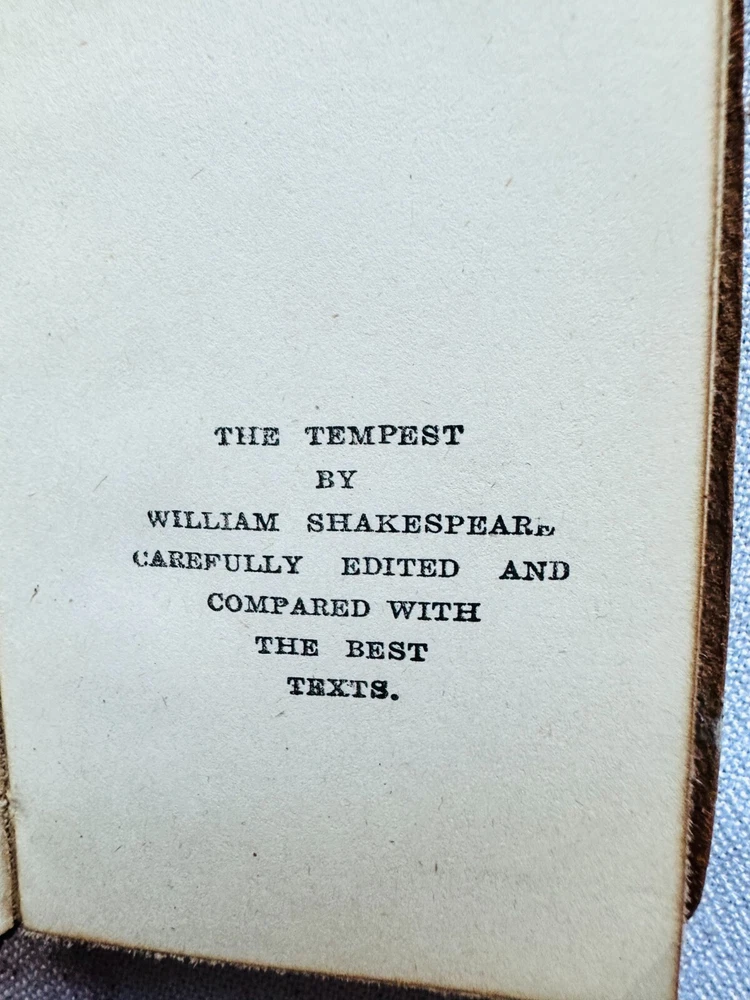 THE TEMPEST
BY
WILLIAM SHAKESPEARE
CAREFULLY EDITED AND
COMPARED WITH
THE BEST
TEXTS.